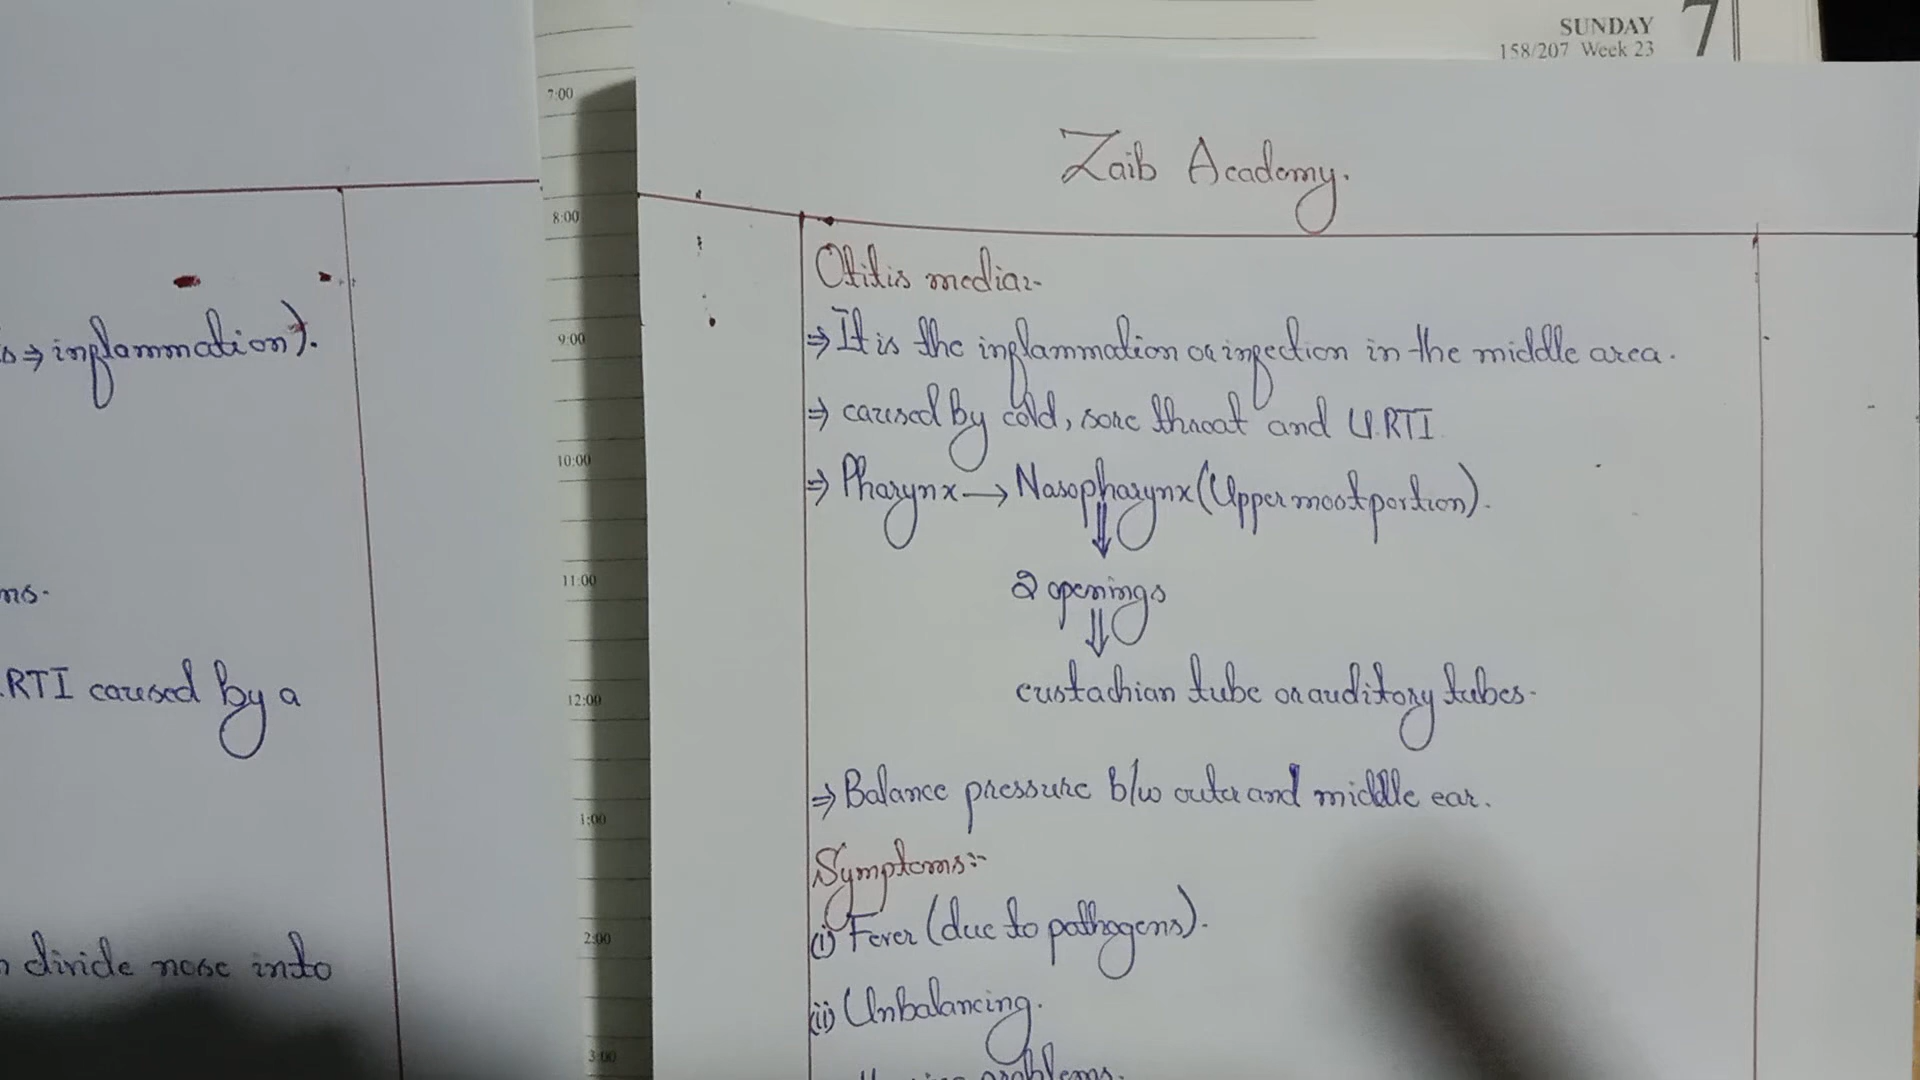 SUNDAY 7
158/207 Week 23
7:00
8:00
9:00
10:00
11:00
12:00
1:00
2:00
3:00
⇒ inflammation).
RTI caused by a
divide nose into
Zaib Academy.
Otitis media:-
⇒ It is the inflammation or infection in the middle area.
⇒ caused by cold, sore throat and U.RTI
⇒ Pharynx → Nasopharynx (Upper most portion).
⇓
2 openings
⇓
eustachian tube or auditory tubes.
⇒ Balance pressure b/w outer and middle ear.
Symptoms:-
(i) Fever (due to pathogens).
(ii) Unbalancing.
problems.